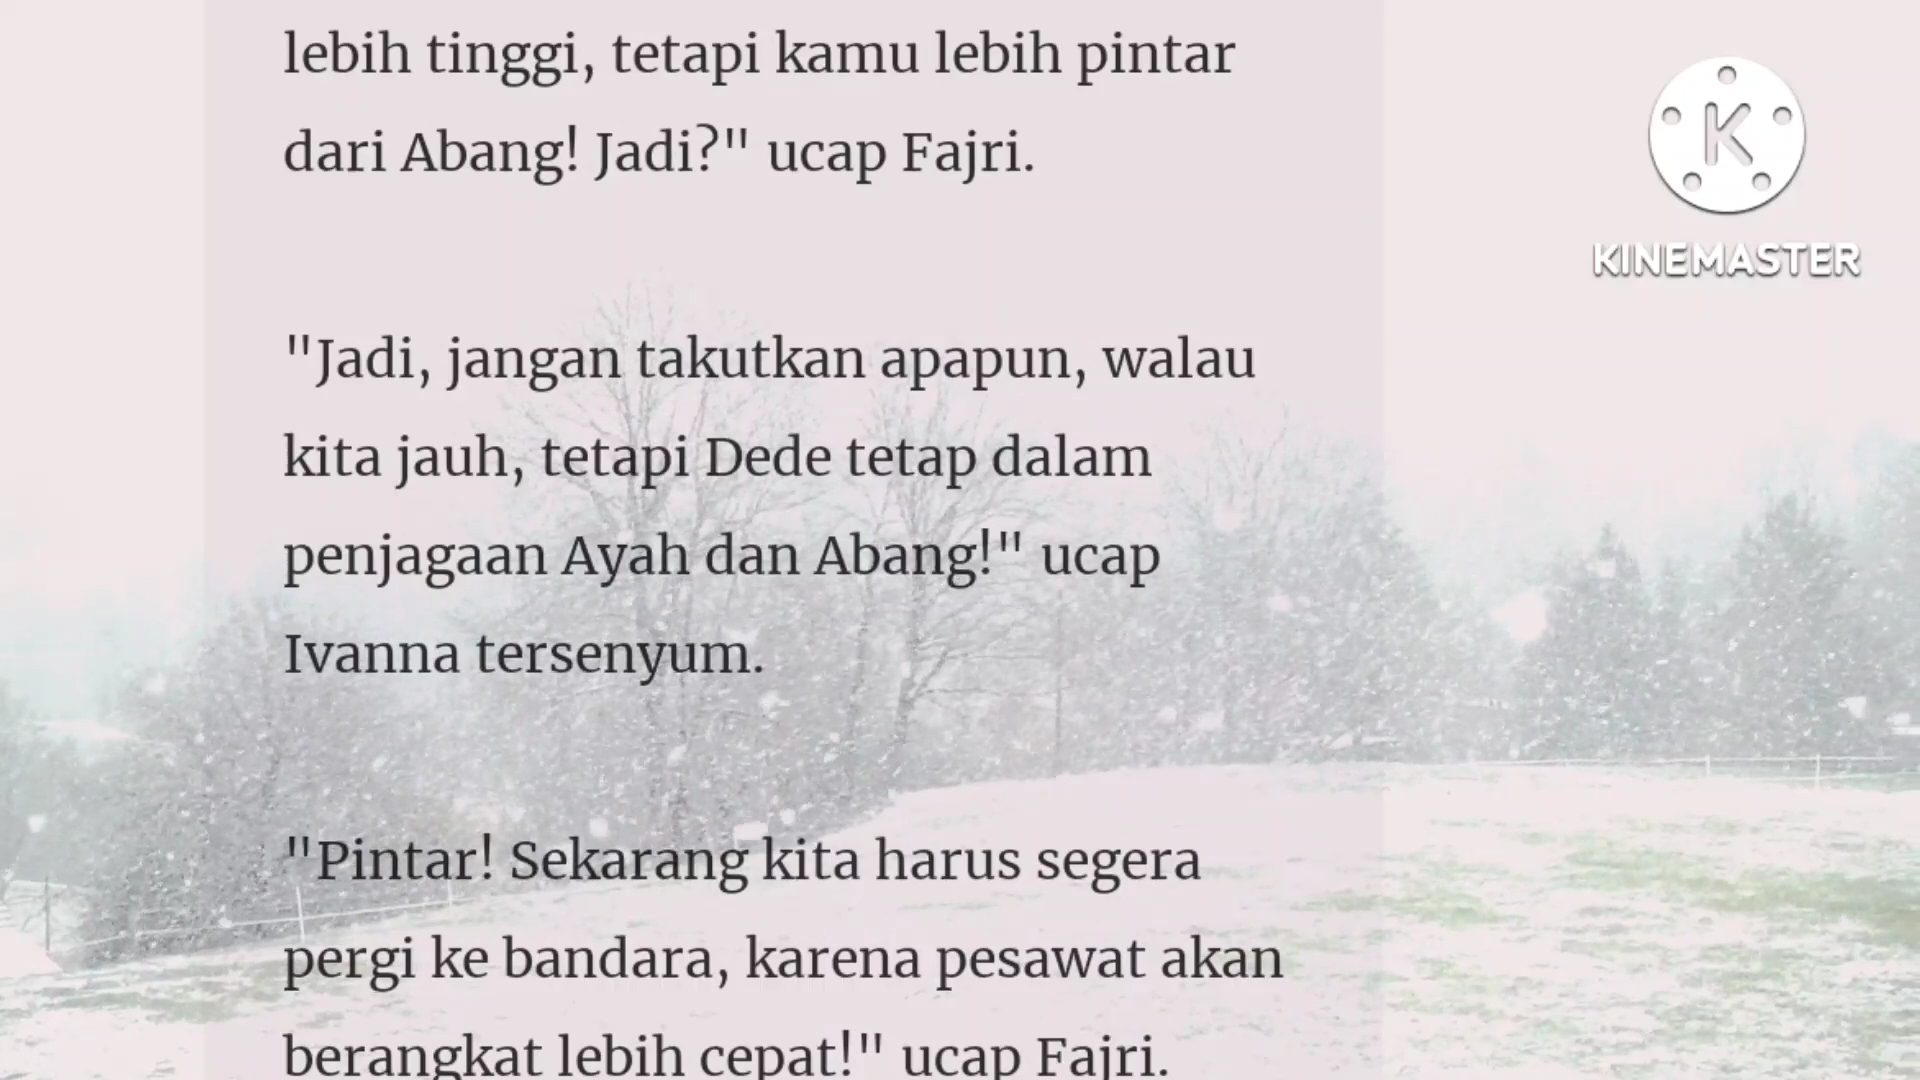 lebih tinggi, tetapi kamu lebih pintar
dari Abang! Jadi?" ucap Fajri.
"Jadi, jangan takutkan apapun, walau
kita jauh, tetapi Dede tetap dalam
penjagaan Ayah dan Abang!" ucap
Ivanna tersenyum.
"Pintar! Sekarang kita harus segera
pergi ke bandara, karena pesawat akan
berangkat lebih cepat!" ucap Fajri.
K
KINEMASTER